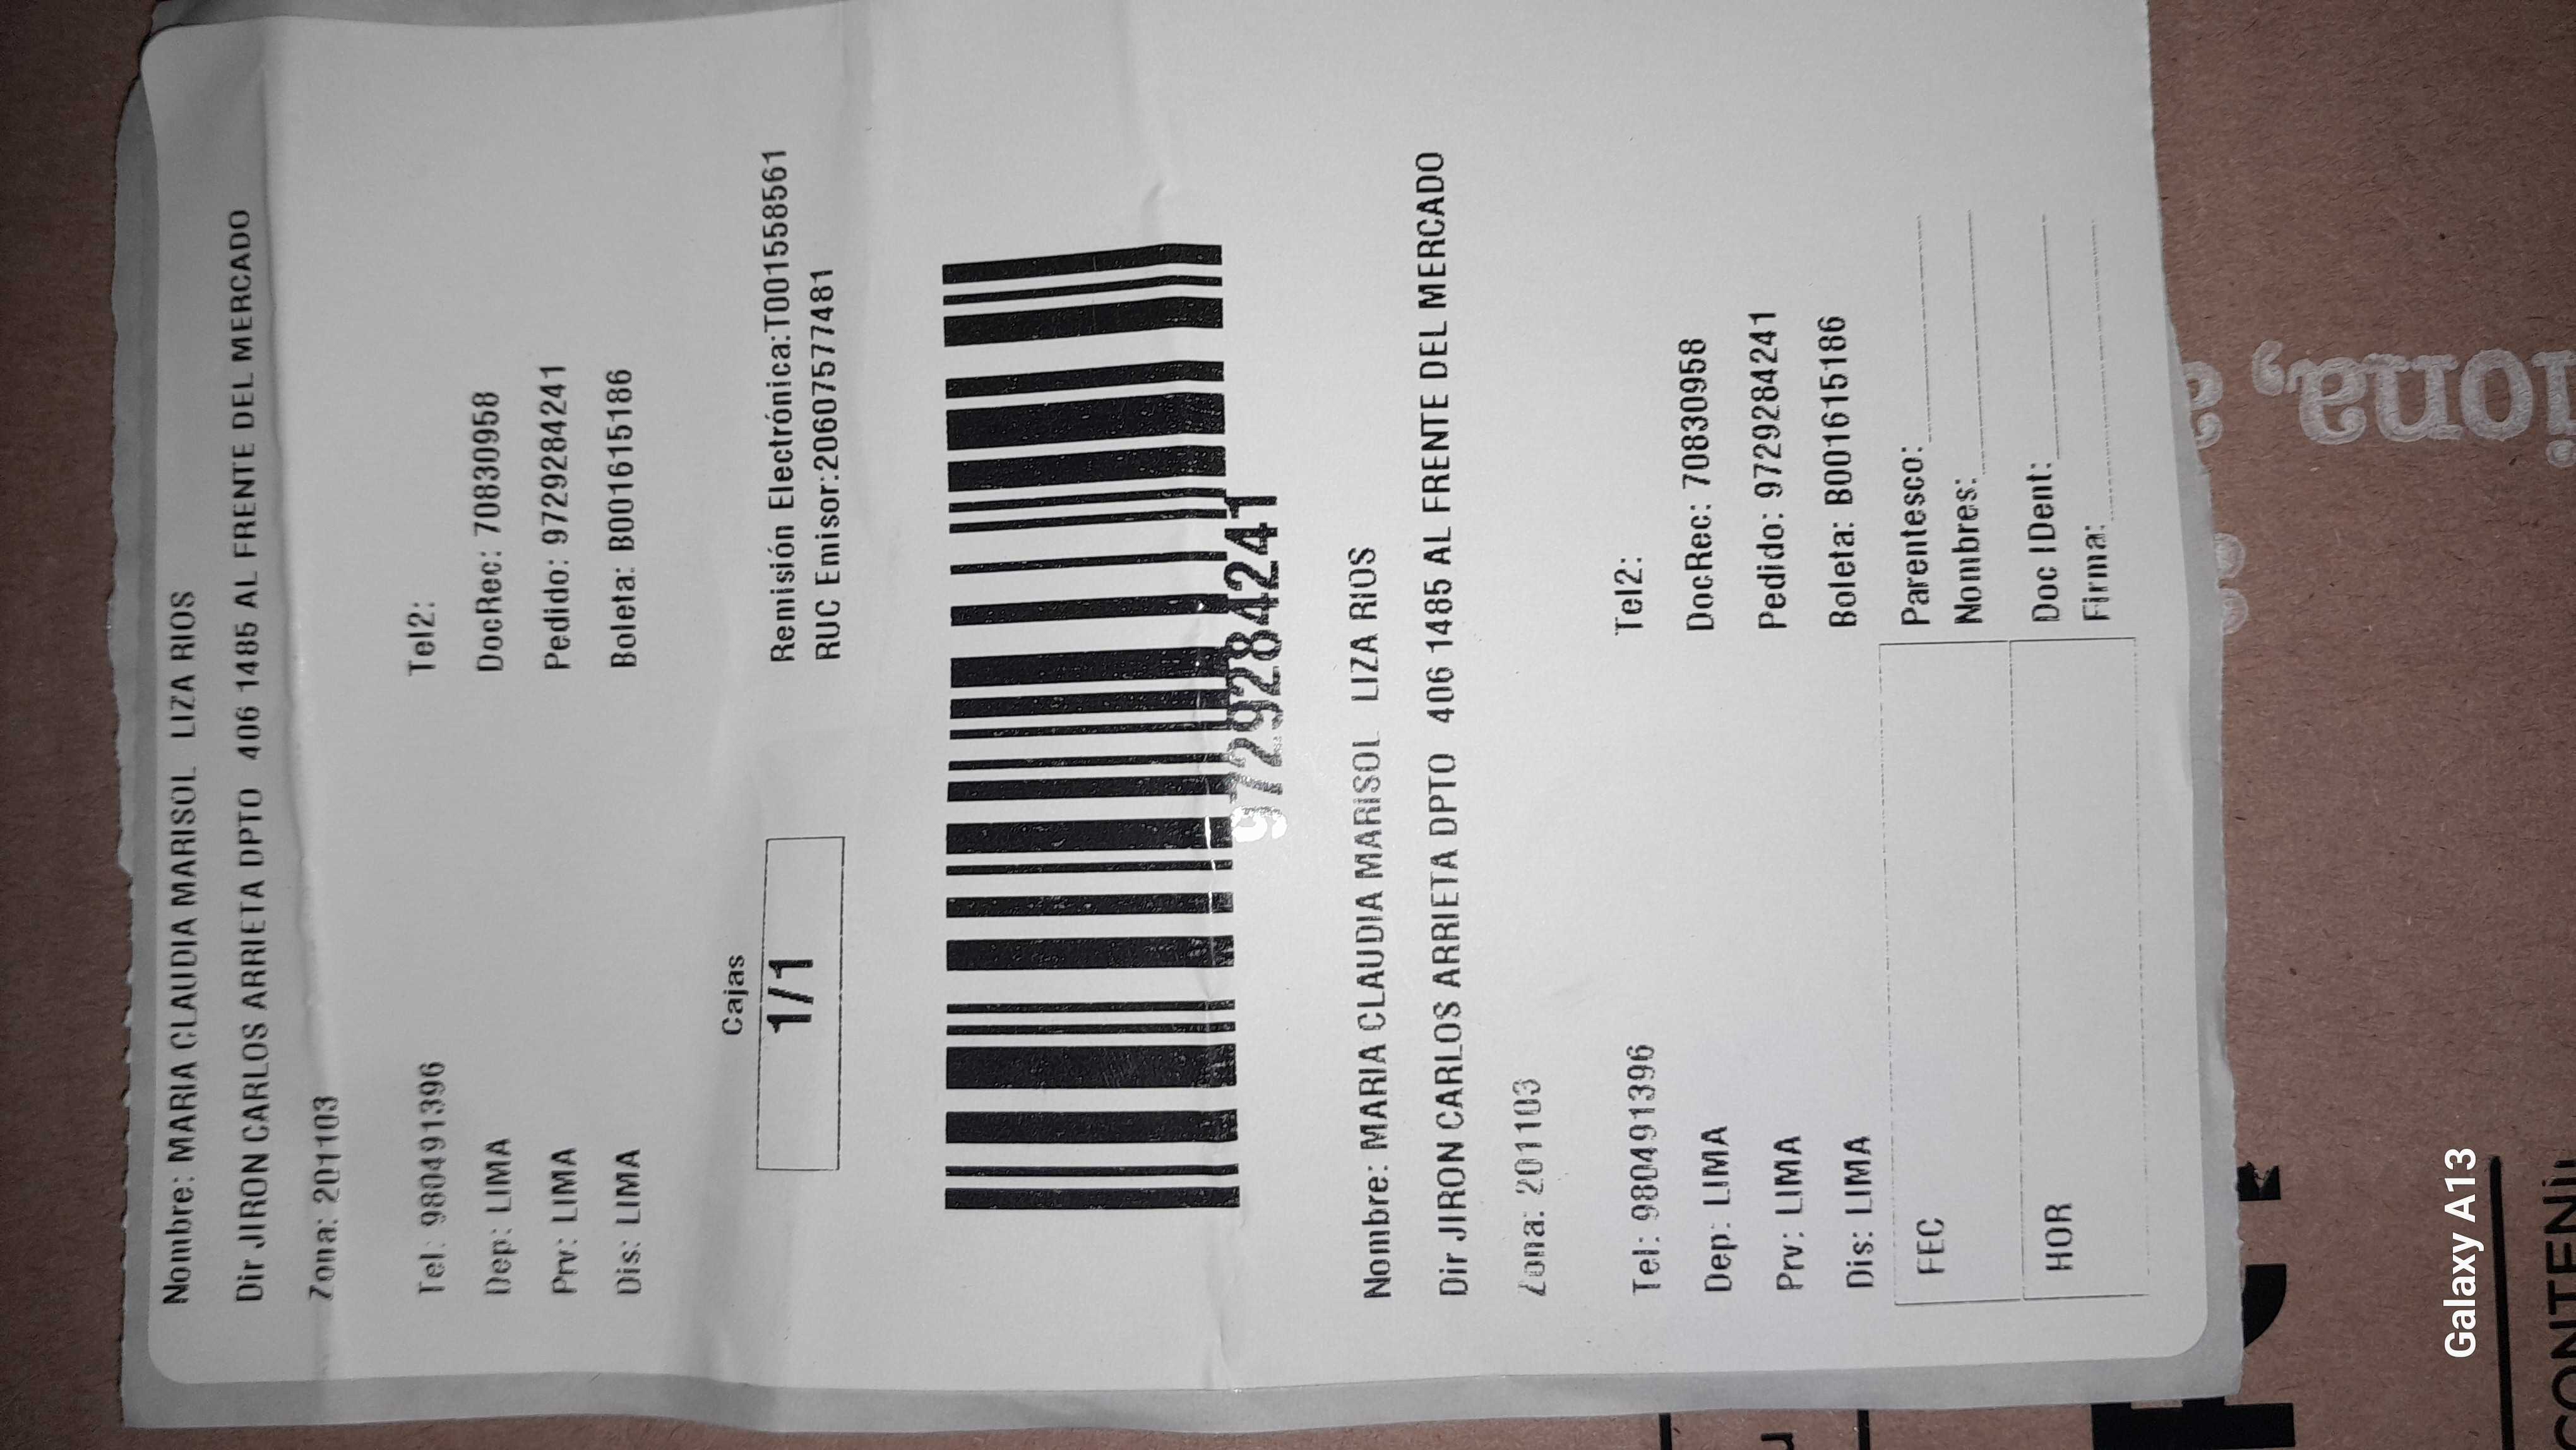 Nombre: MARIA CLAUDIA MARISOL LIZA RIOS
Dir JIRON CARLOS ARRIETA DPTO 406 1485 AL FRENTE DEL MERCADO
Zona: 201103
Tel: 980491396 Tel2:
Dep: LIMA DocRec: 70830958
Prv: LIMA Pedido: 9729284241
Dis: LIMA Boleta: B001615186
Cajas
1/1
Remisión Electrónica:T001558561
RUC Emisor:20607577481
9729284241
Nombre: MARIA CLAUDIA MARISOL LIZA RIOS
Dir JIRON CARLOS ARRIETA DPTO 406 1485 AL FRENTE DEL MERCADO
Zona: 201103
Tel: 980491396 Tel2:
Dep: LIMA DocRec: 70830958
Prv: LIMA Pedido: 9729284241
Dis: LIMA Boleta: B001615186
FEC Parentesco:
Nombres:
HOR Doc IDent:
Firma:
Galaxy A13